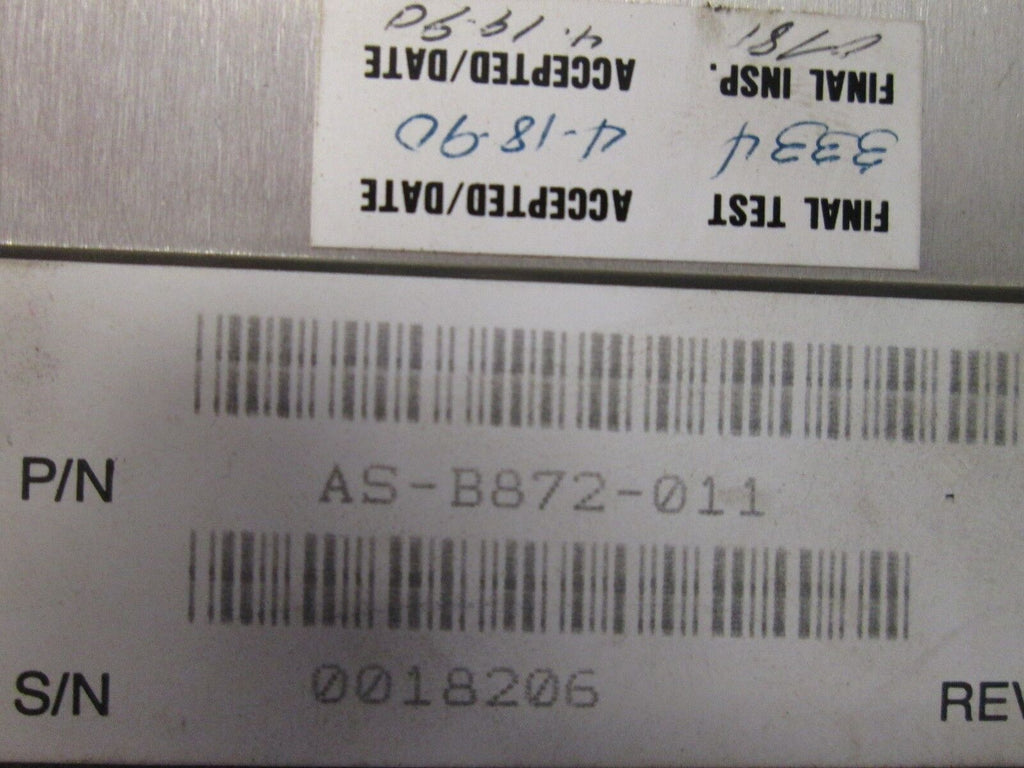 FINAL TEST ACCEPTED/DATE
3334 4-18-90
FINAL INSP. ACCEPTED/DATE
4.19-90
P/N AS-B872-011
S/N 0018206
REV